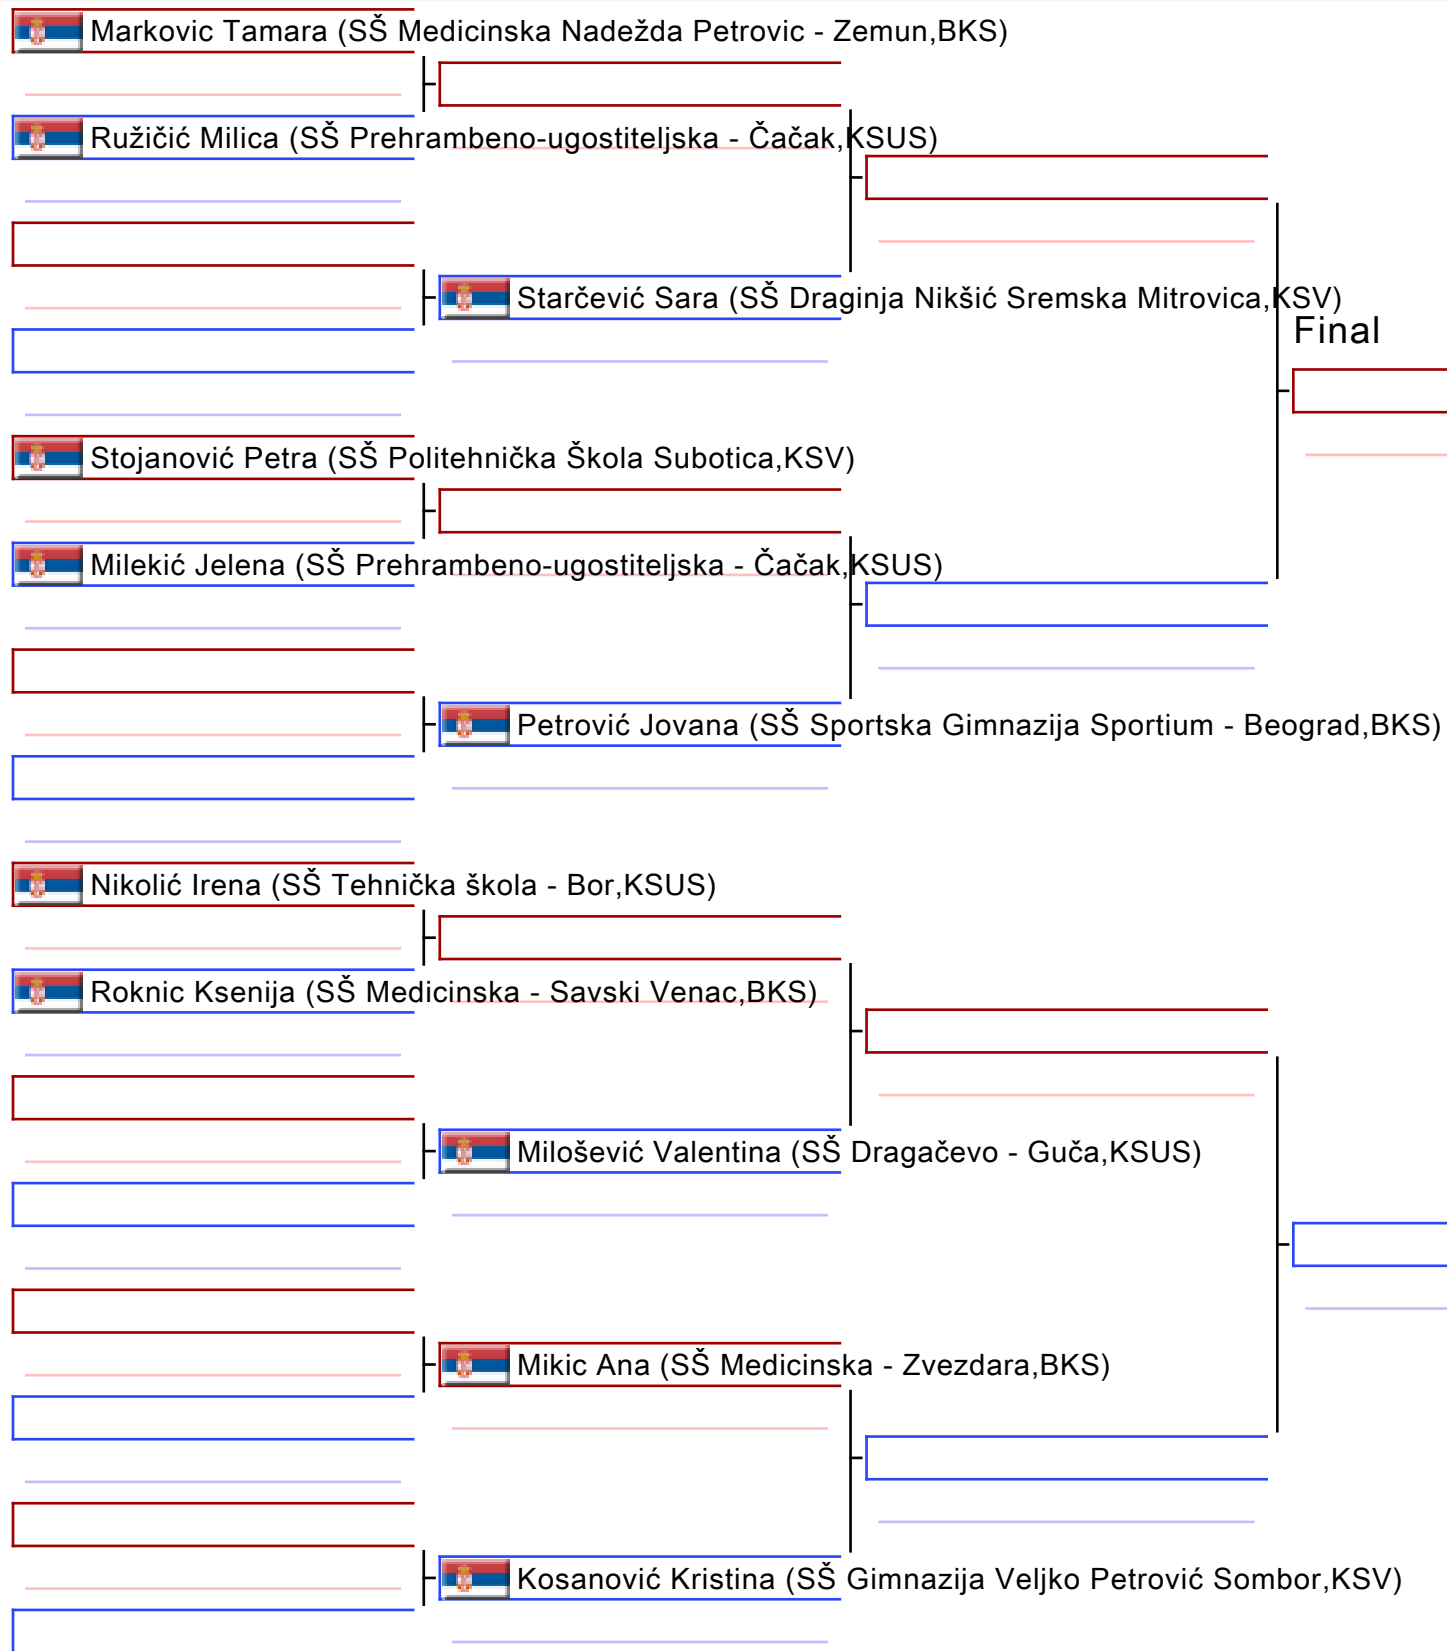 Markovic Tamara (SŠ Medicinska Nadežda Petrovic - Zemun,BKS)
Ružičić Milica (SŠ Prehrambeno-ugostiteljska - Čačak,KSUS)
Starčević Sara (SŠ Draginja Nikšić Sremska Mitrovica,KSV)
Final
Stojanović Petra (SŠ Politehnička Škola Subotica,KSV)
Milekić Jelena (SŠ Prehrambeno-ugostiteljska - Čačak,KSUS)
Petrović Jovana (SŠ Sportska Gimnazija Sportium - Beograd,BKS)
Nikolić Irena (SŠ Tehnička škola - Bor,KSUS)
Roknic Ksenija (SŠ Medicinska - Savski Venac,BKS)
Milošević Valentina (SŠ Dragačevo - Guča,KSUS)
Mikic Ana (SŠ Medicinska - Zvezdara,BKS)
Kosanović Kristina (SŠ Gimnazija Veljko Petrović Sombor,KSV)